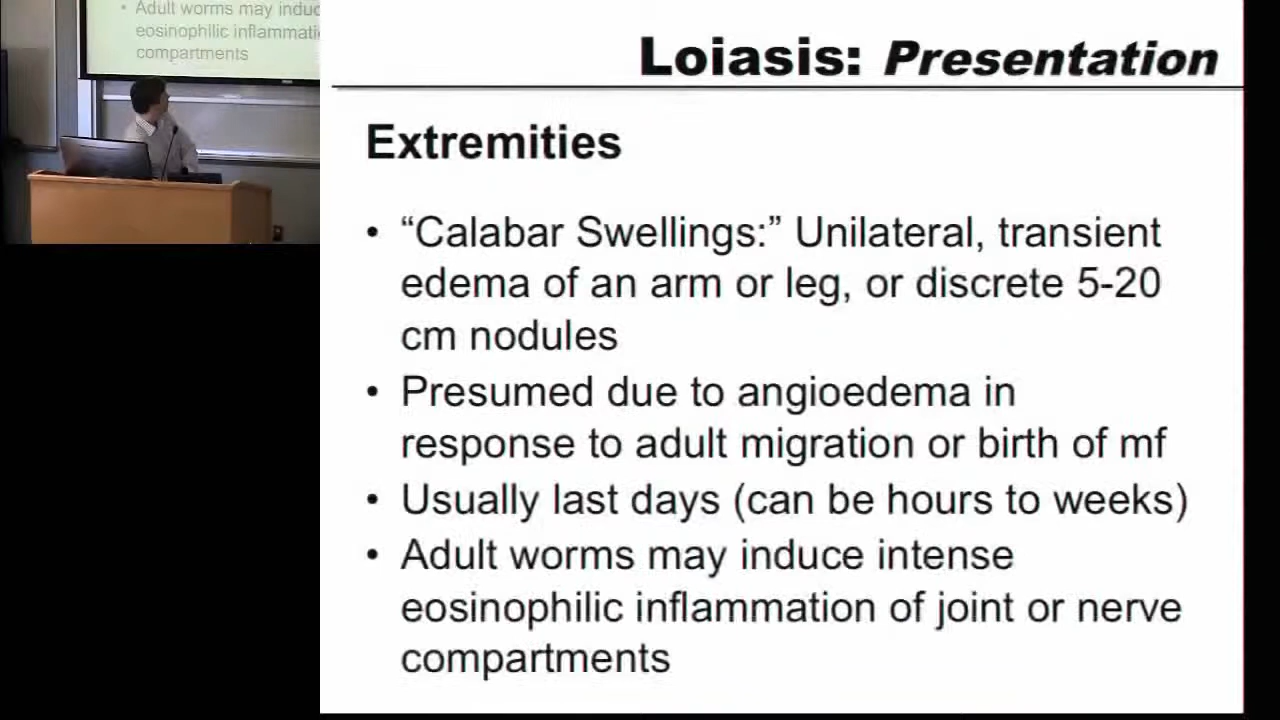 Adult worms may induc
eosinophilic inflammati
compartments
Loiasis: Presentation
Extremities
• “Calabar Swellings:” Unilateral, transient
edema of an arm or leg, or discrete 5-20
cm nodules
• Presumed due to angioedema in
response to adult migration or birth of mf
• Usually last days (can be hours to weeks)
• Adult worms may induce intense
eosinophilic inflammation of joint or nerve
compartments